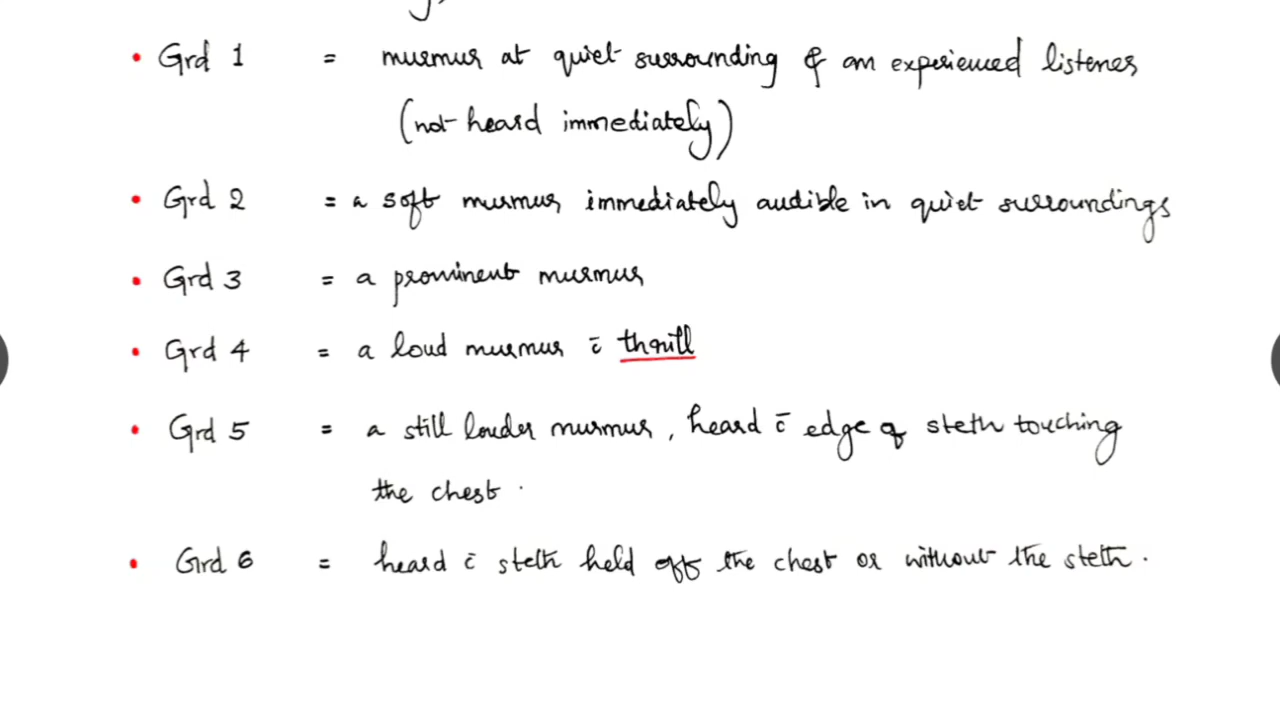 • Grd 1 = murmur at quiet surrounding & an experienced listener
(not heard immediately)
• Grd 2 = a soft murmur immediately audible in quiet surroundings
• Grd 3 = a prominent murmur
• Grd 4 = a loud murmur c̄ thrill
• Grd 5 = a still louder murmur, heard c̄ edge of steth touching
the chest.
• Grd 6 = heard c̄ steth held off the chest or without the steth.